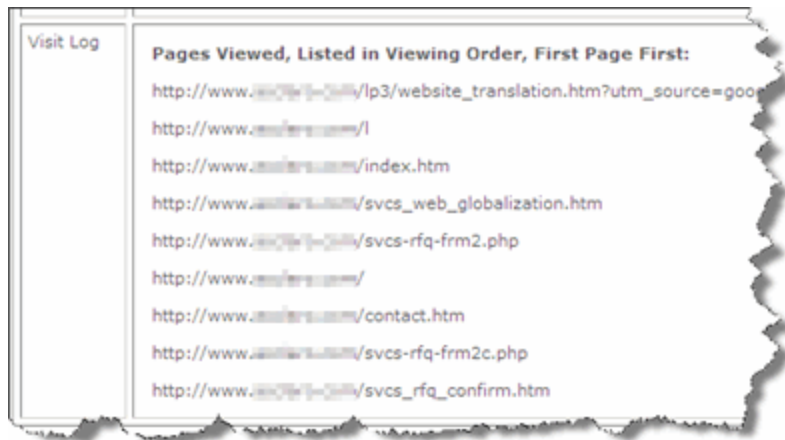 Visit Log
Pages Viewed, Listed in Viewing Order, First Page First:
http://www. /lp3/website_translation.htm?utm_source=goo
http://www. /l
http://www. /index.htm
http://www. /svcs_web_globalization.htm
http://www. /svcs-rfq-frm2.php
http://www. /
http://www. /contact.htm
http://www. /svcs-rfq-frm2c.php
http://www. /svcs_rfq_confirm.htm